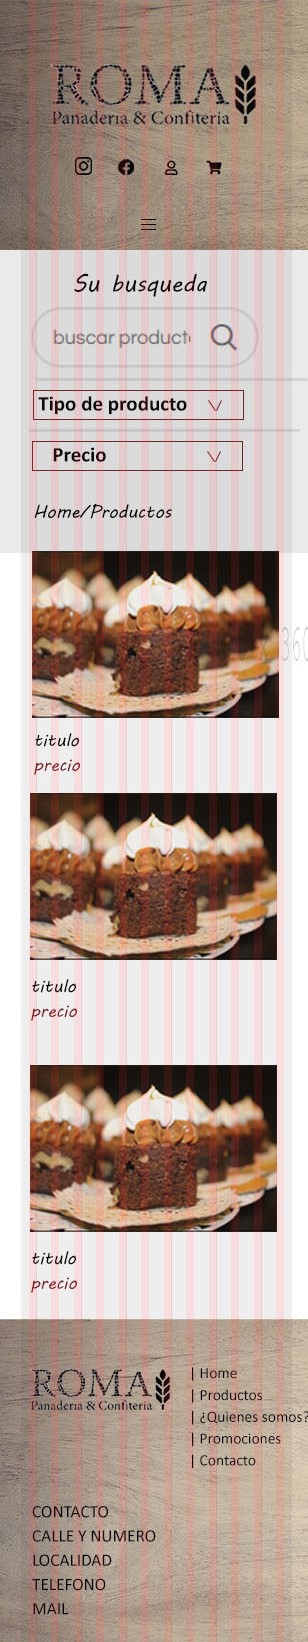 ROMA
Panaderia & Confiteria
Su busqueda
buscar product
Tipo de producto
Precio
Home/Productos
360
titulo
precio
titulo
precio
titulo
precio
ROMA
Panaderia & Confiteria
| Home
| Productos
| ¿Quienes somos?
| Promociones
| Contacto
CONTACTO
CALLE Y NUMERO
LOCALIDAD
TELEFONO
MAIL